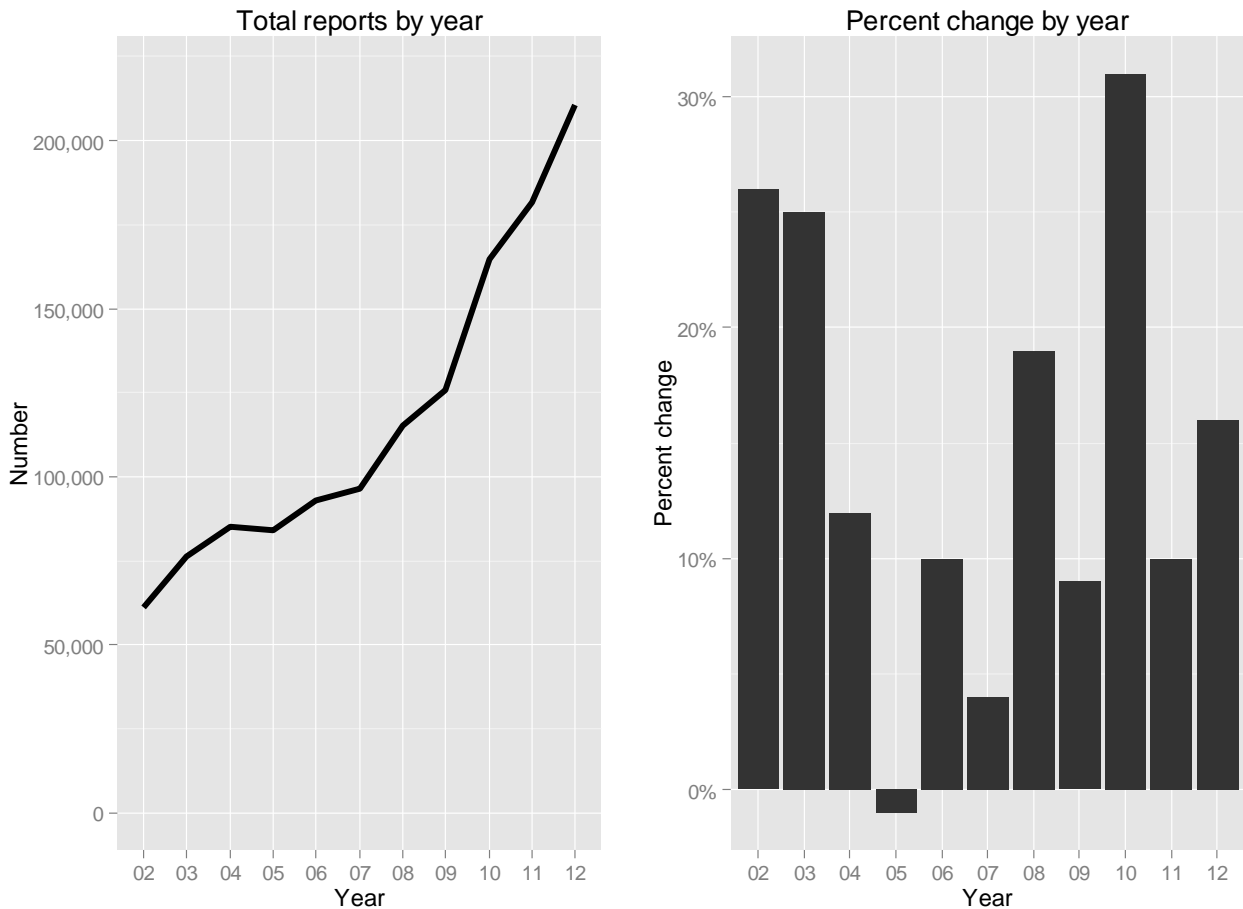 Total reports by year
Number
200,000
150,000
100,000
50,000
0
02 03 04 05 06 07 08 09 10 11 12
Year
Percent change by year
Percent change
30%
20%
10%
0%
02 03 04 05 06 07 08 09 10 11 12
Year